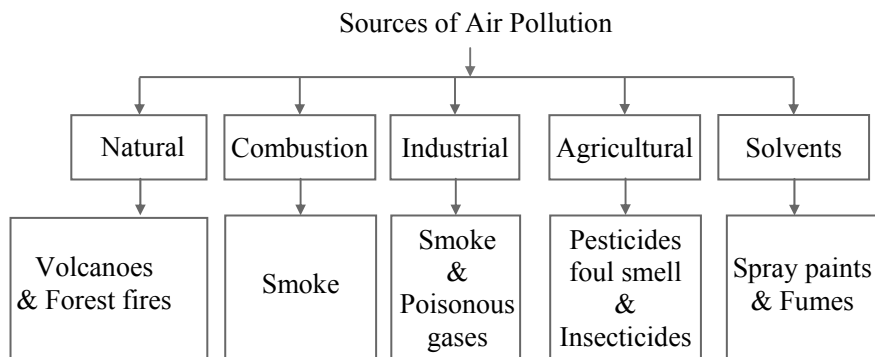 Sources of Air Pollution
Natural
Combustion
Industrial
Agricultural
Solvents
Volcanoes
& Forest fires
Smoke
Smoke
&
Poisonous
gases
Pesticides
foul smell
&
Insecticides
Spray paints
& Fumes